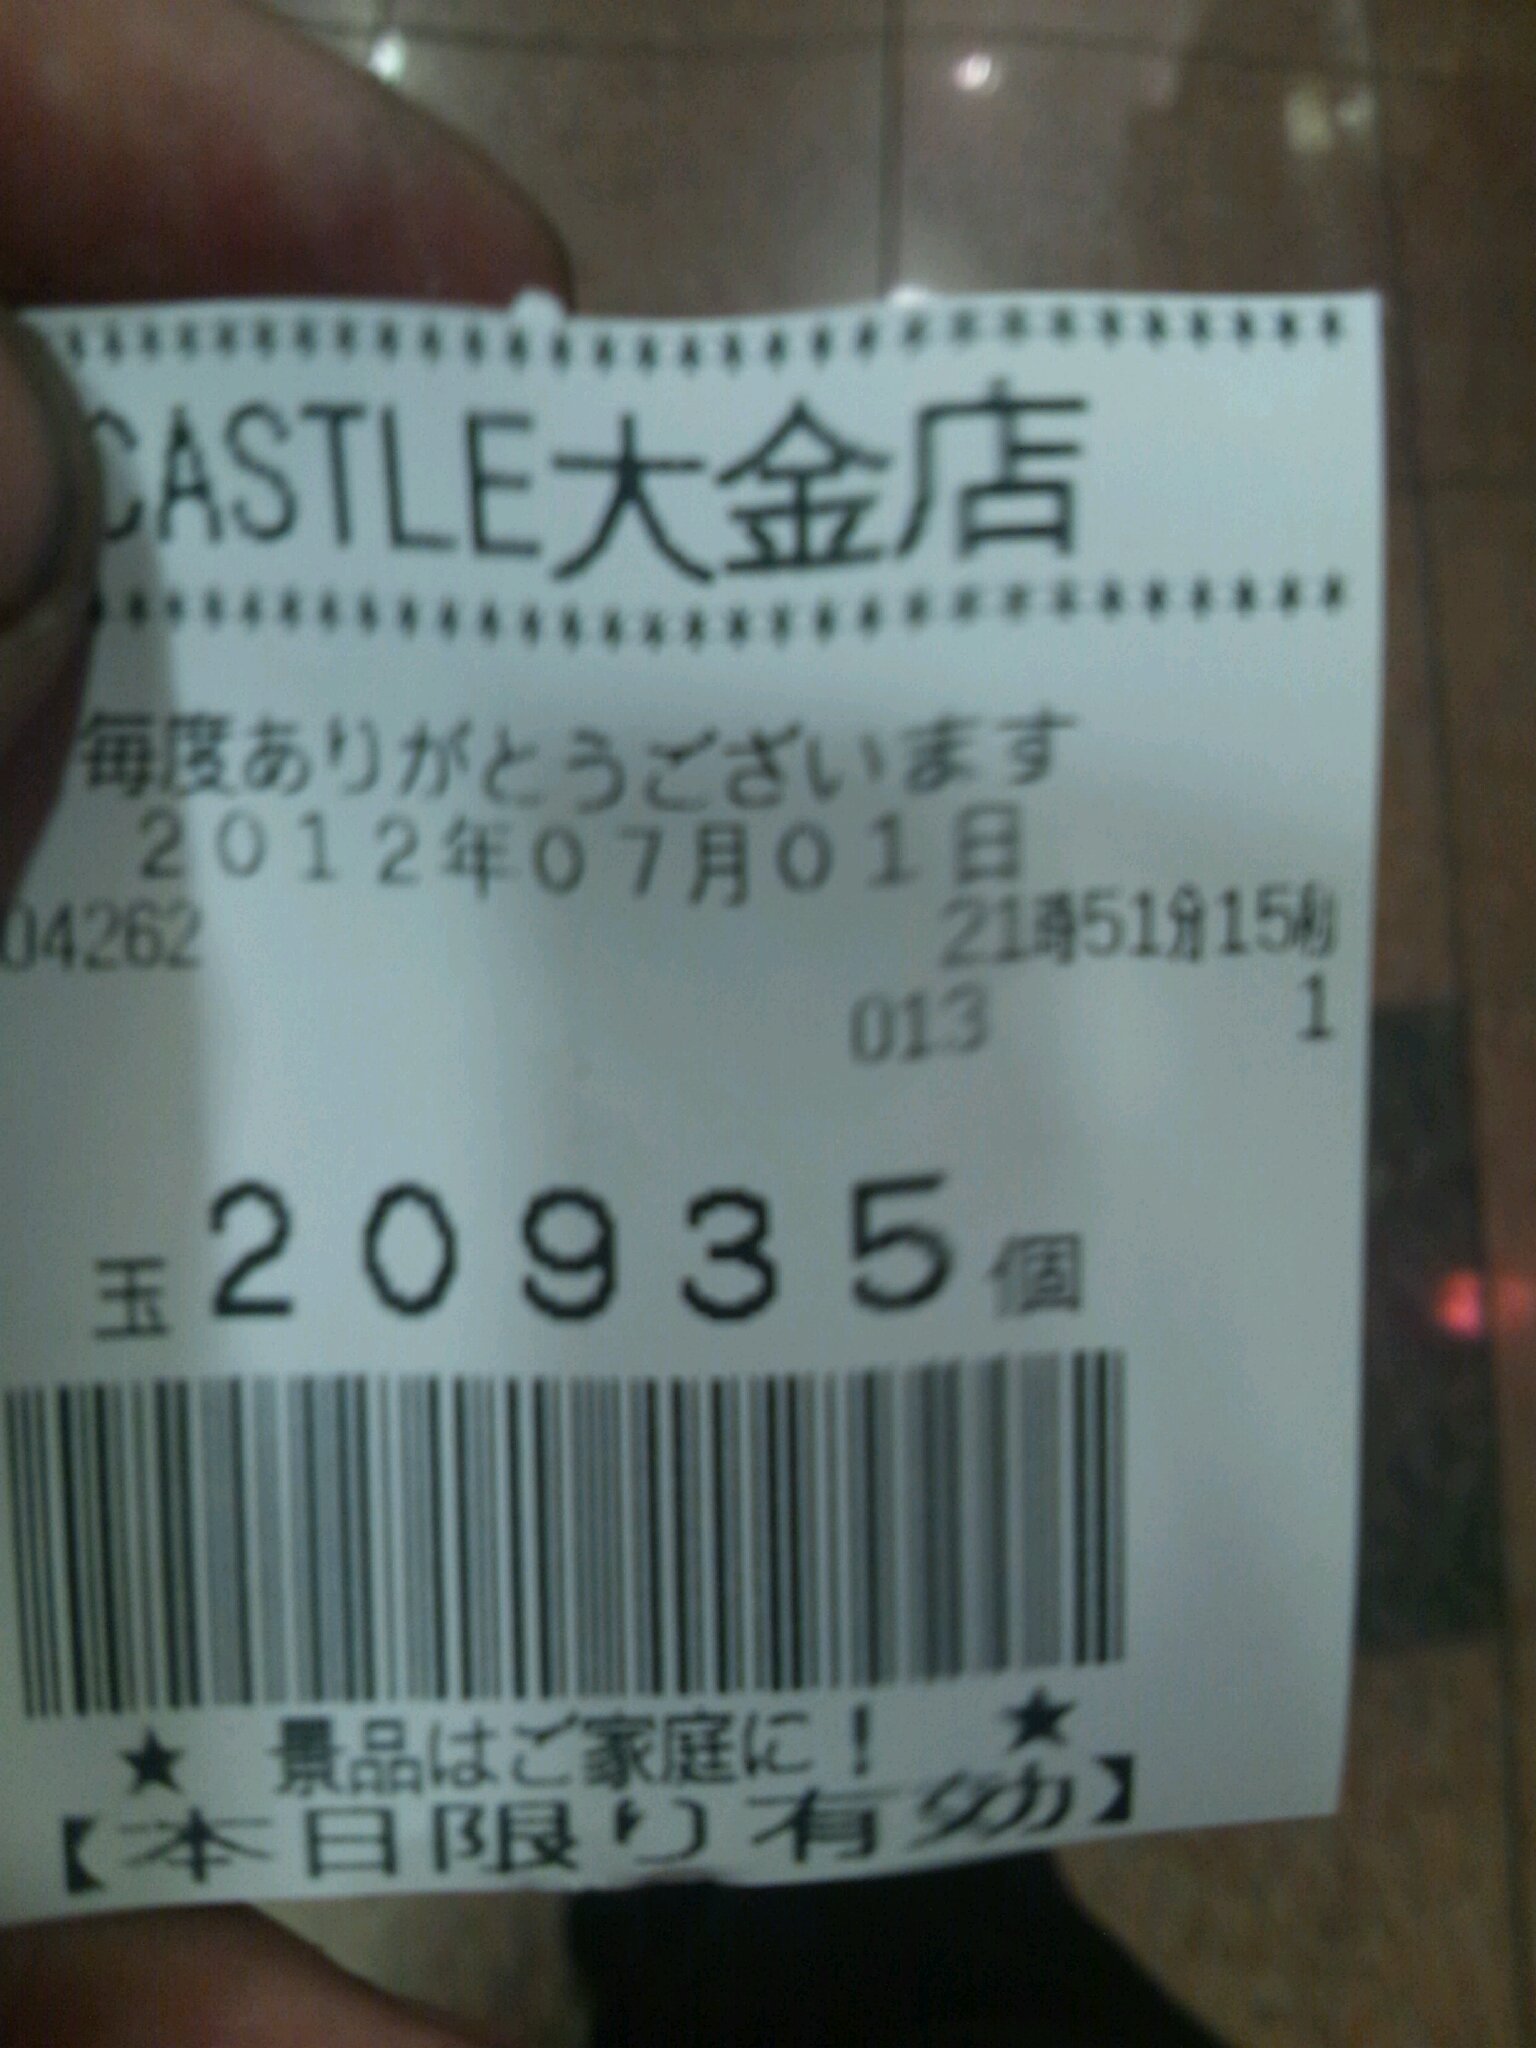 CASTLE大金店
毎度ありがとうございます
2012年07月01日
04262 21時51分15秒
013 1
玉20935個
★ 景品はご家庭に! ★
【本日限り有効】